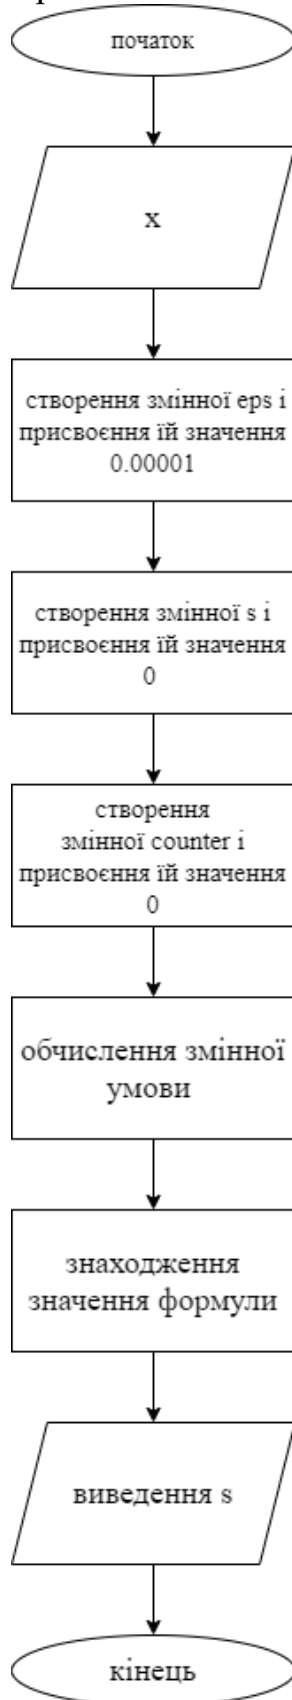 початок
x
створення змінної eps і
присвоєння їй значення
0.00001
створення змінної s і
присвоєння їй значення
0
створення
змінної counter і
присвоєння їй значення
0
обчислення змінної
умови
знаходження
значення формули
виведення s
кінець